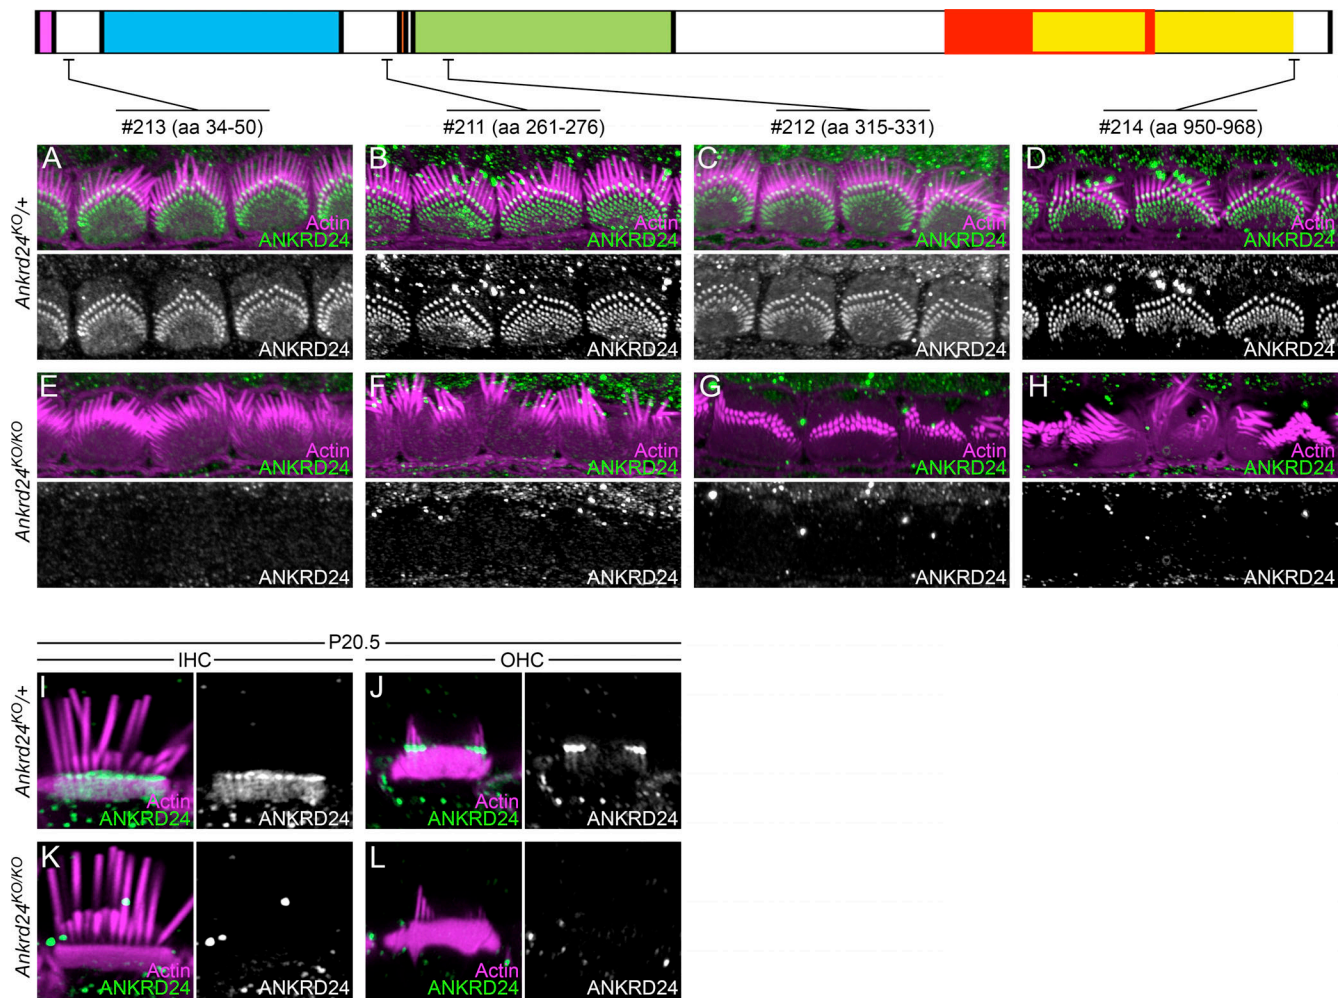 #213 (aa 34-50) #211 (aa 261-276) #212 (aa 315-331) #214 (aa 950-968)
Ankrd24KO/+
A Actin ANKRD24
B Actin ANKRD24
C Actin ANKRD24
D Actin ANKRD24
ANKRD24 ANKRD24 ANKRD24 ANKRD24
Ankrd24KO/KO
E Actin ANKRD24
F Actin ANKRD24
G Actin ANKRD24
H Actin ANKRD24
ANKRD24 ANKRD24 ANKRD24 ANKRD24
P20.5
IHC OHC
Ankrd24KO/+
I Actin ANKRD24 ANKRD24
J Actin ANKRD24 ANKRD24
Ankrd24KO/KO
K Actin ANKRD24 ANKRD24
L Actin ANKRD24 ANKRD24